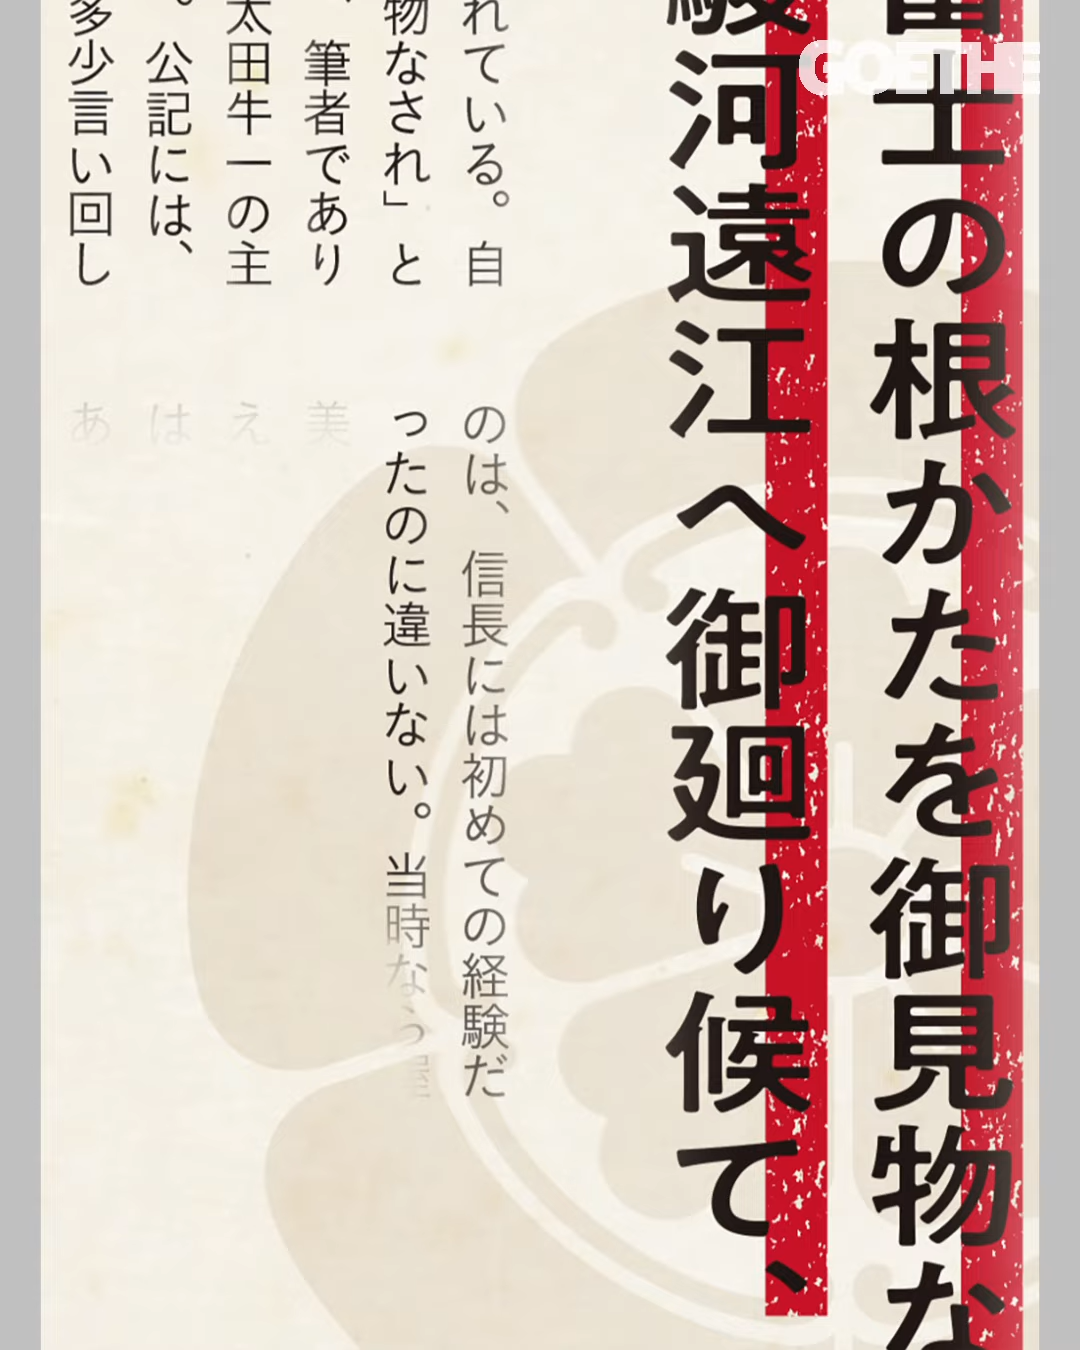 GOETHE
富士の根かたを御見物な
駿河遠江へ御廻り候て、
れている。自
物なされ」と
、筆者であり
太田牛一の主
。公記には、
多少言い回し
のは、信長には初めての経験だ
ったのに違いない。当時なら
美
え
は
あ